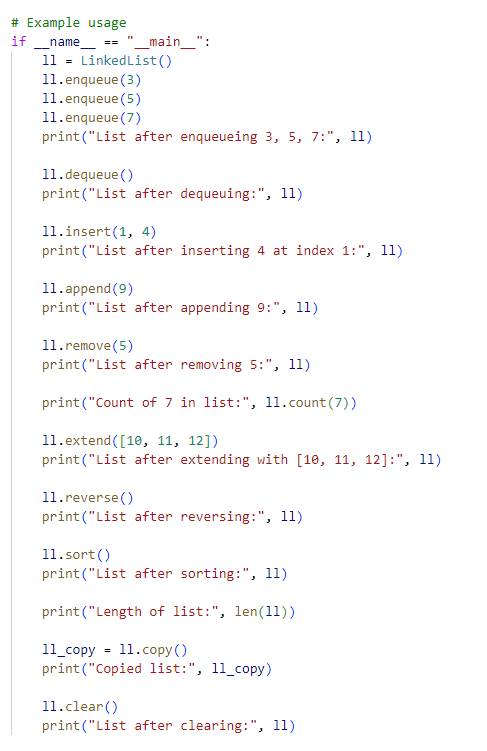 # Example usage
if __name__ == "__main__":
    ll = LinkedList()
    ll.enqueue(3)
    ll.enqueue(5)
    ll.enqueue(7)
    print("List after enqueueing 3, 5, 7:", ll)

    ll.dequeue()
    print("List after dequeuing:", ll)

    ll.insert(1, 4)
    print("List after inserting 4 at index 1:", ll)

    ll.append(9)
    print("List after appending 9:", ll)

    ll.remove(5)
    print("List after removing 5:", ll)

    print("Count of 7 in list:", ll.count(7))

    ll.extend([10, 11, 12])
    print("List after extending with [10, 11, 12]:", ll)

    ll.reverse()
    print("List after reversing:", ll)

    ll.sort()
    print("List after sorting:", ll)

    print("Length of list:", len(ll))

    ll_copy = ll.copy()
    print("Copied list:", ll_copy)

    ll.clear()
    print("List after clearing:", ll)